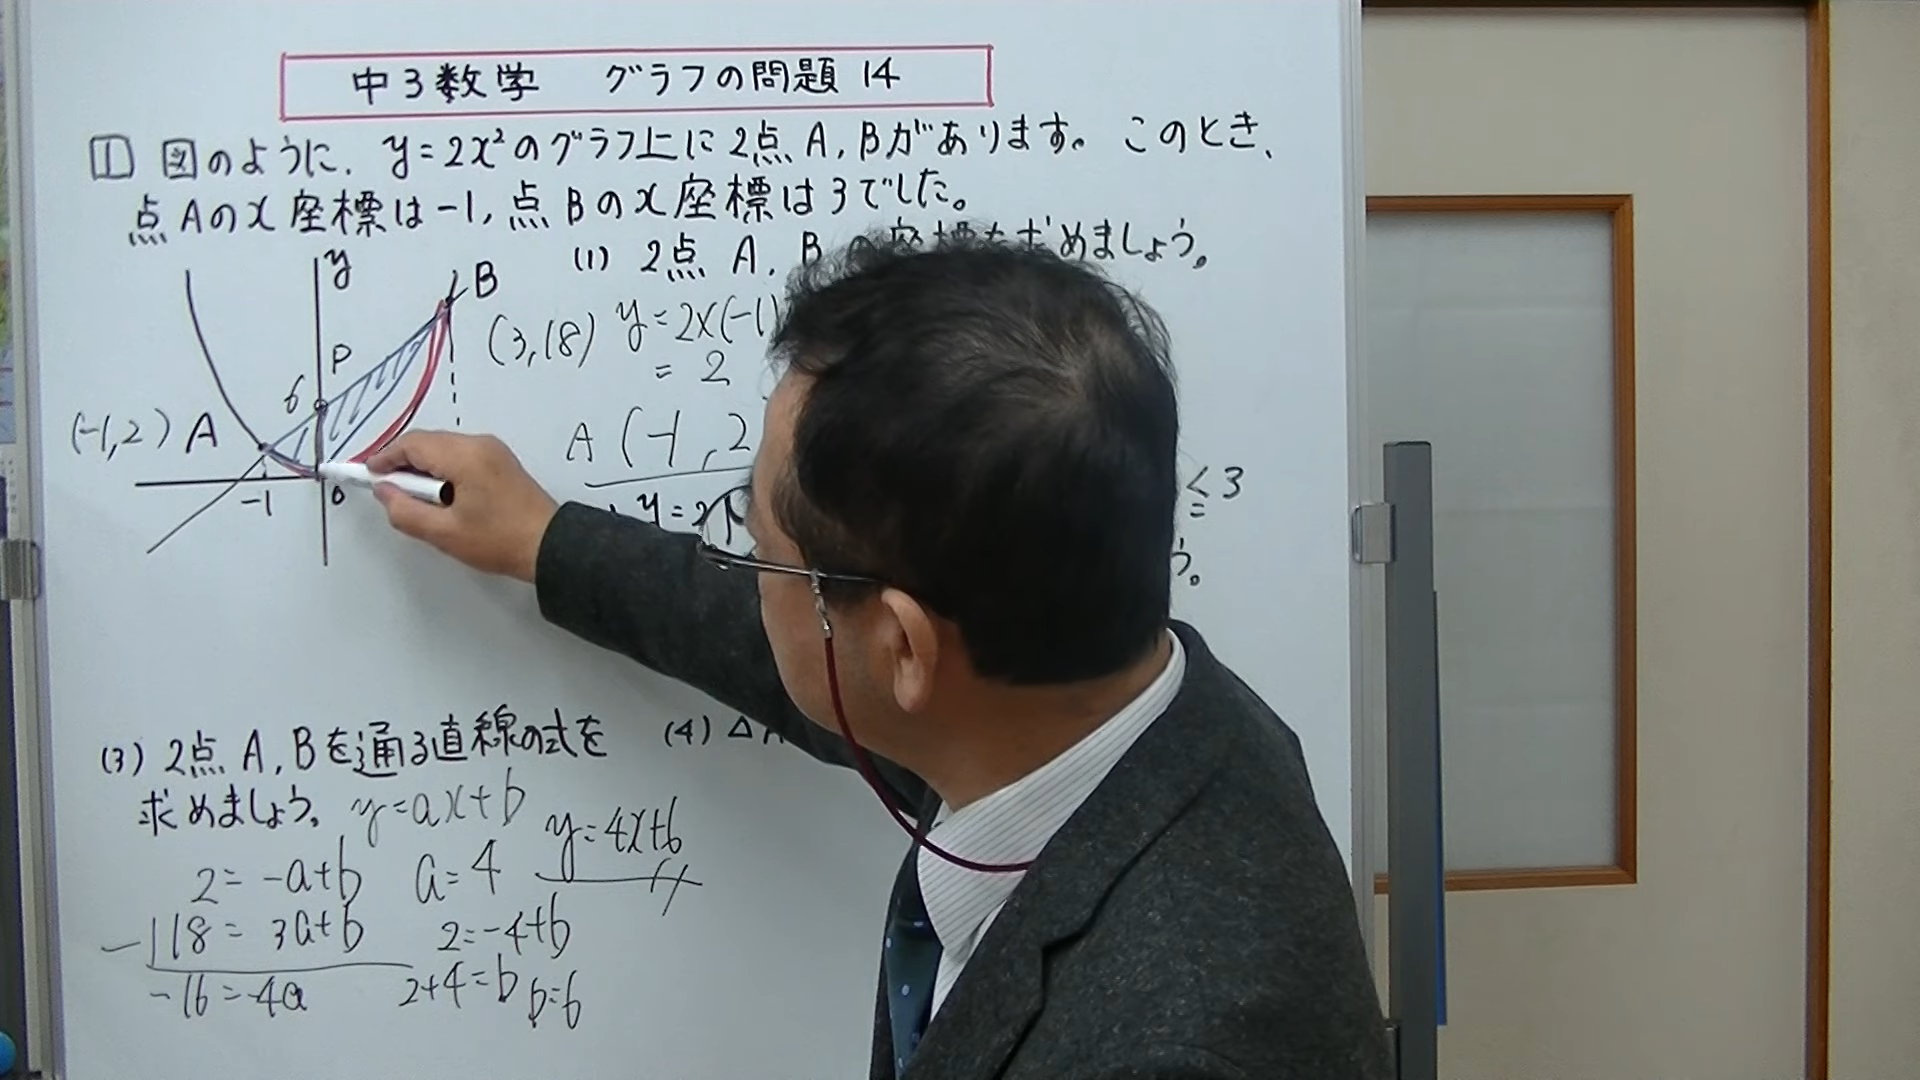 中3数学 グラフの問題 14
1 図のように、y=2x²のグラフ上に2点A,Bがあります。このとき、
点Aのx座標は-1,点Bのx座標は3でした。
(1) 2点A,Bの座標を求めましょう。
y
B
(3,18)
y=2×(-1)
=2
P
6
(-1,2) A
A(-1,2
-1
0
y=2
≦3
う。
(3) 2点A,Bを通る直線の式を
求めましょう。
y=ax+b
y=4x+6
2=-a+b
a=4
-)18=3a+b
2=-4+b
-16=-4a
2+4=b
b=6
(4) △A